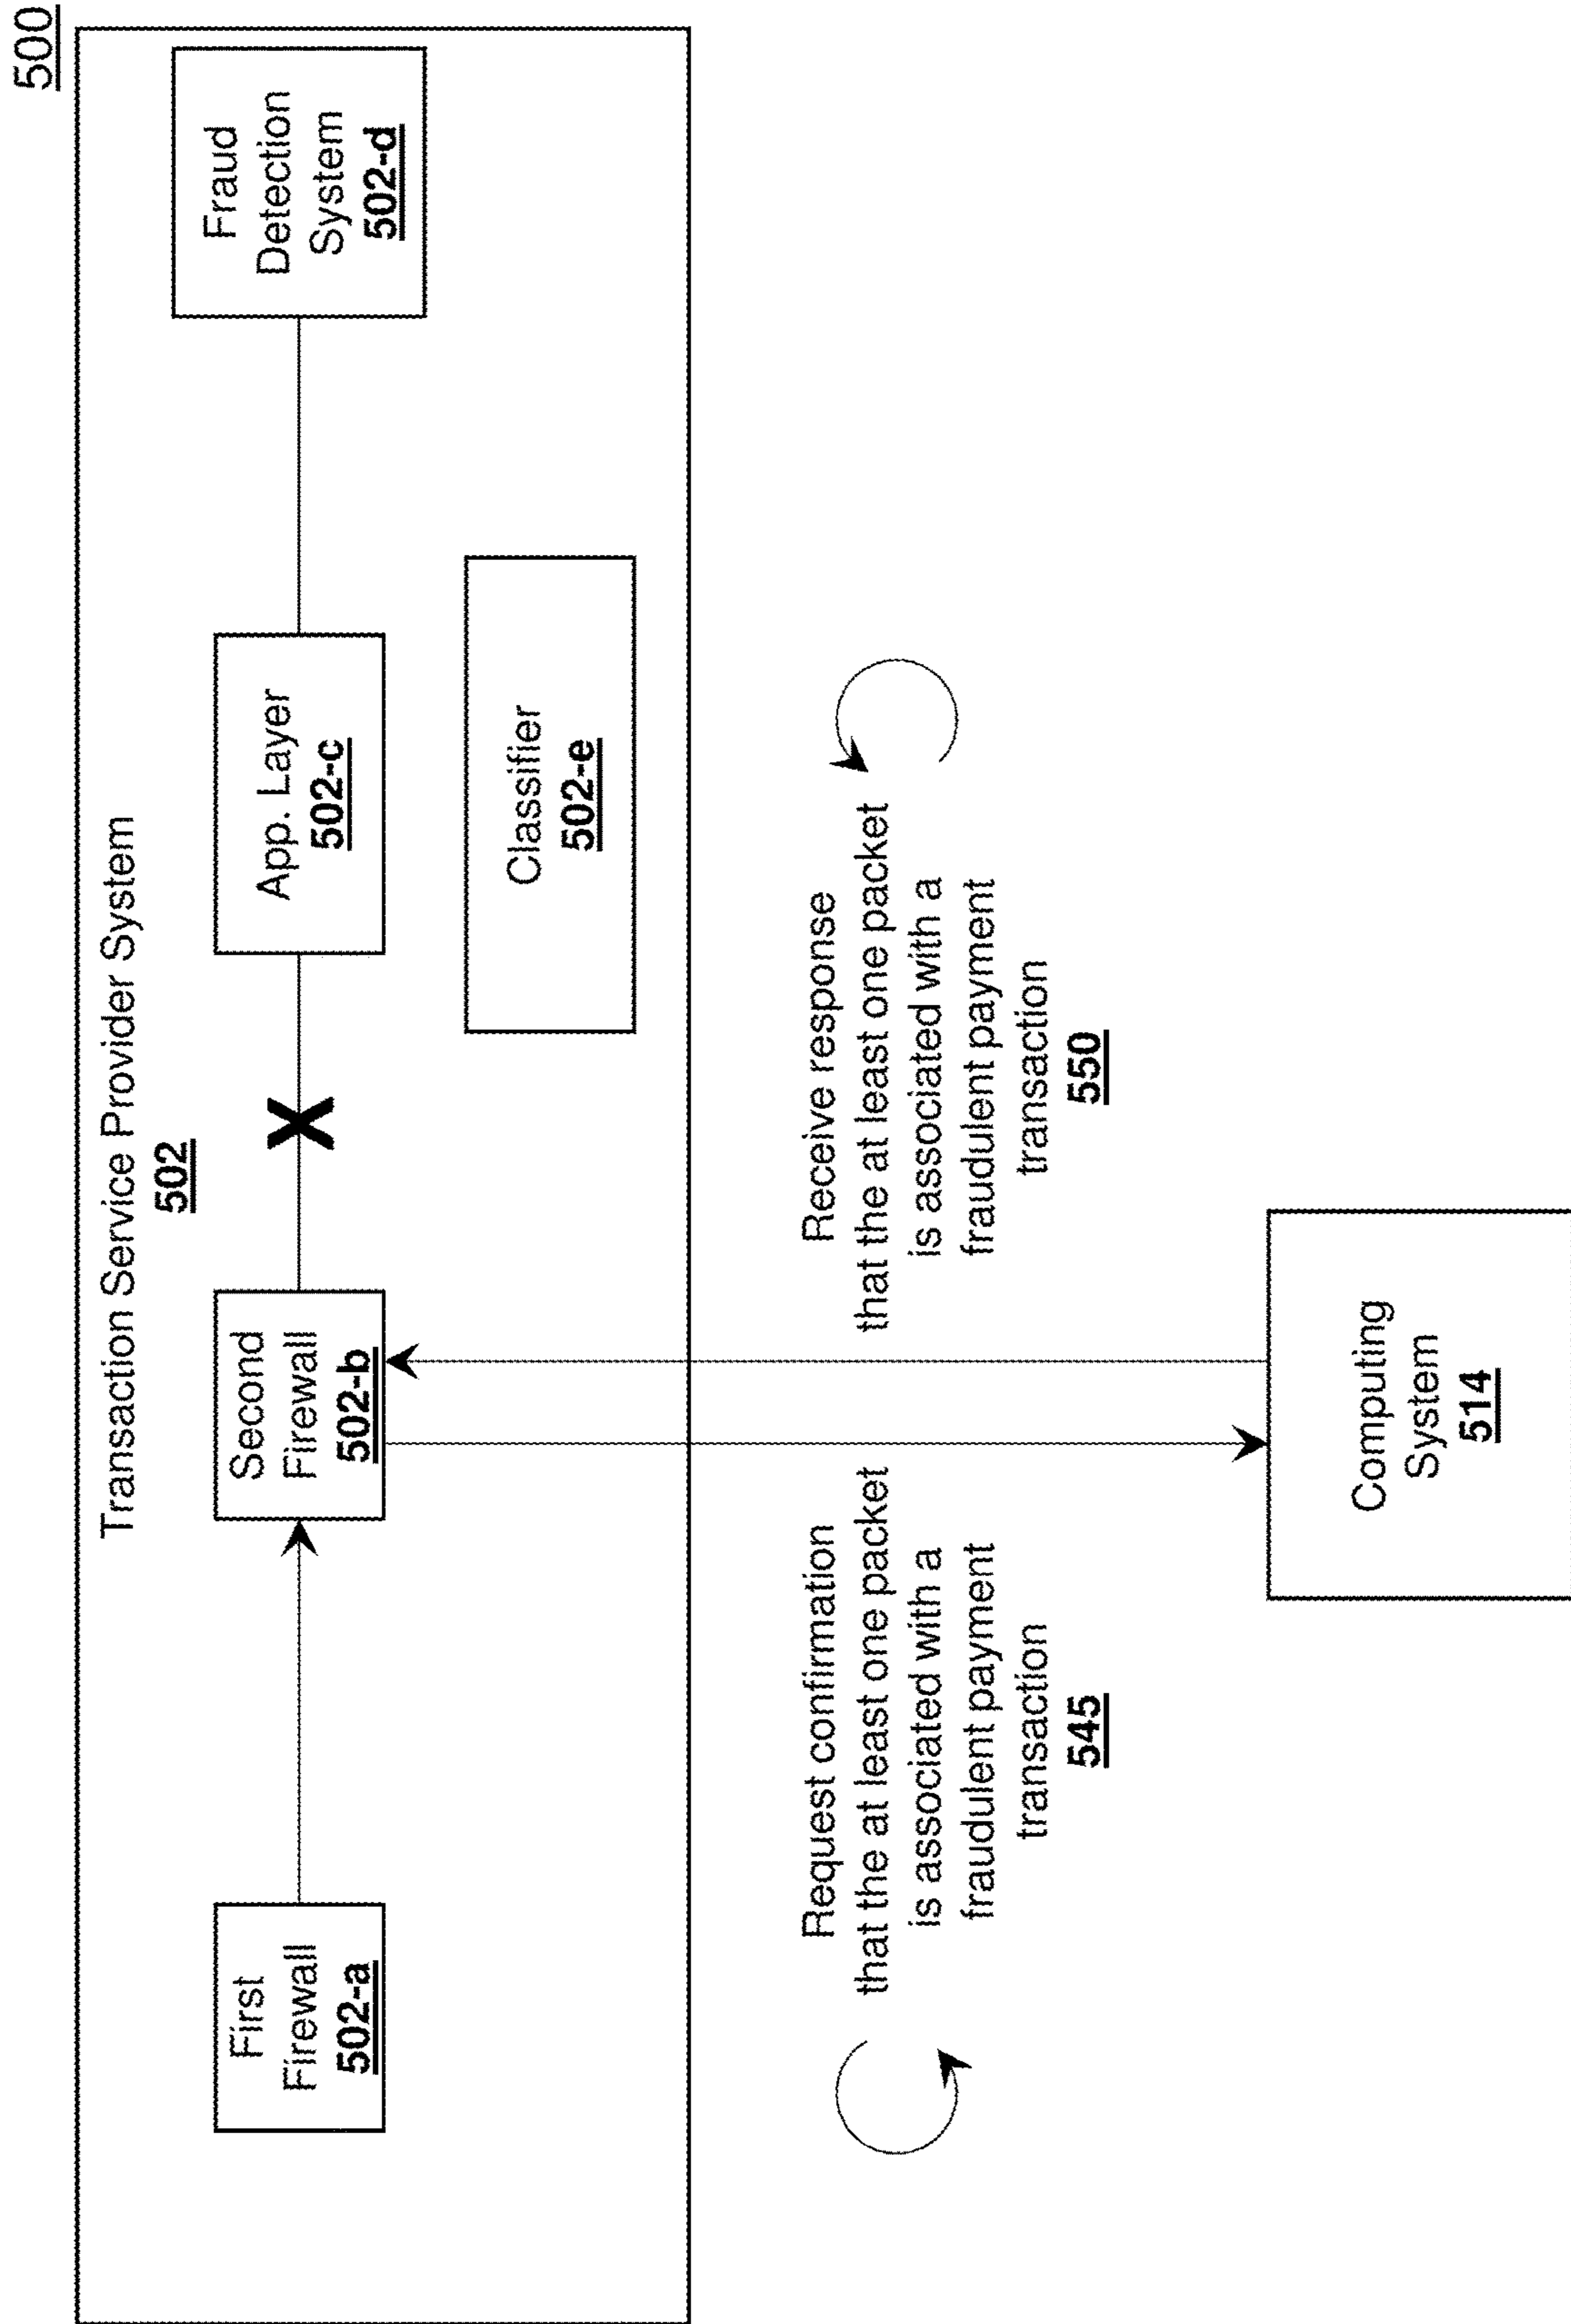 500
Transaction Service Provider System
502
First
Firewall
502-a
Second
Firewall
502-b
App. Layer
502-c
Fraud
Detection
System
502-d
Classifier
502-e
Request confirmation
that the at least one packet
is associated with a
fraudulent payment
transaction
545
Receive response
that the at least one packet
is associated with a
fraudulent payment
transaction
550
Computing
System
514